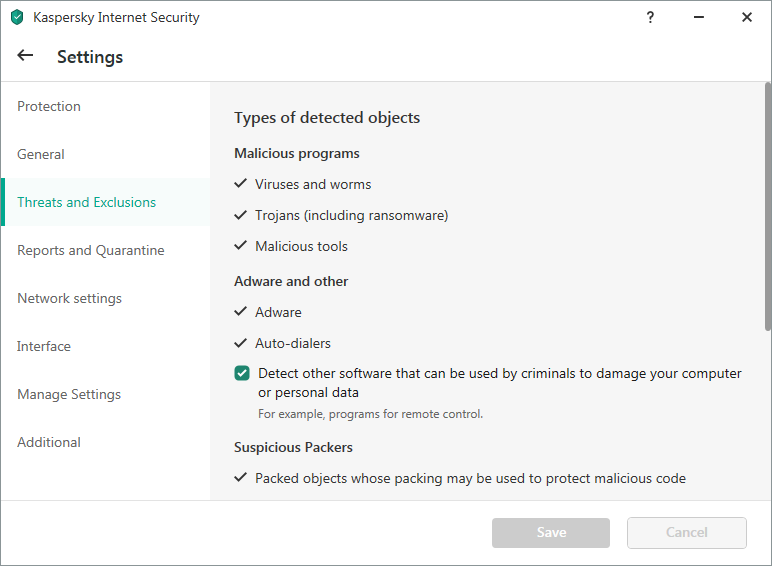 Kaspersky Internet Security
?
Settings
Protection
General
Threats and Exclusions
Reports and Quarantine
Network settings
Interface
Manage Settings
Additional
Types of detected objects
Malicious programs
Viruses and worms
Trojans (including ransomware)
Malicious tools
Adware and other
Adware
Auto-dialers
Detect other software that can be used by criminals to damage your computer
or personal data
For example, programs for remote control.
Suspicious Packers
Packed objects whose packing may be used to protect malicious code
Save
Cancel